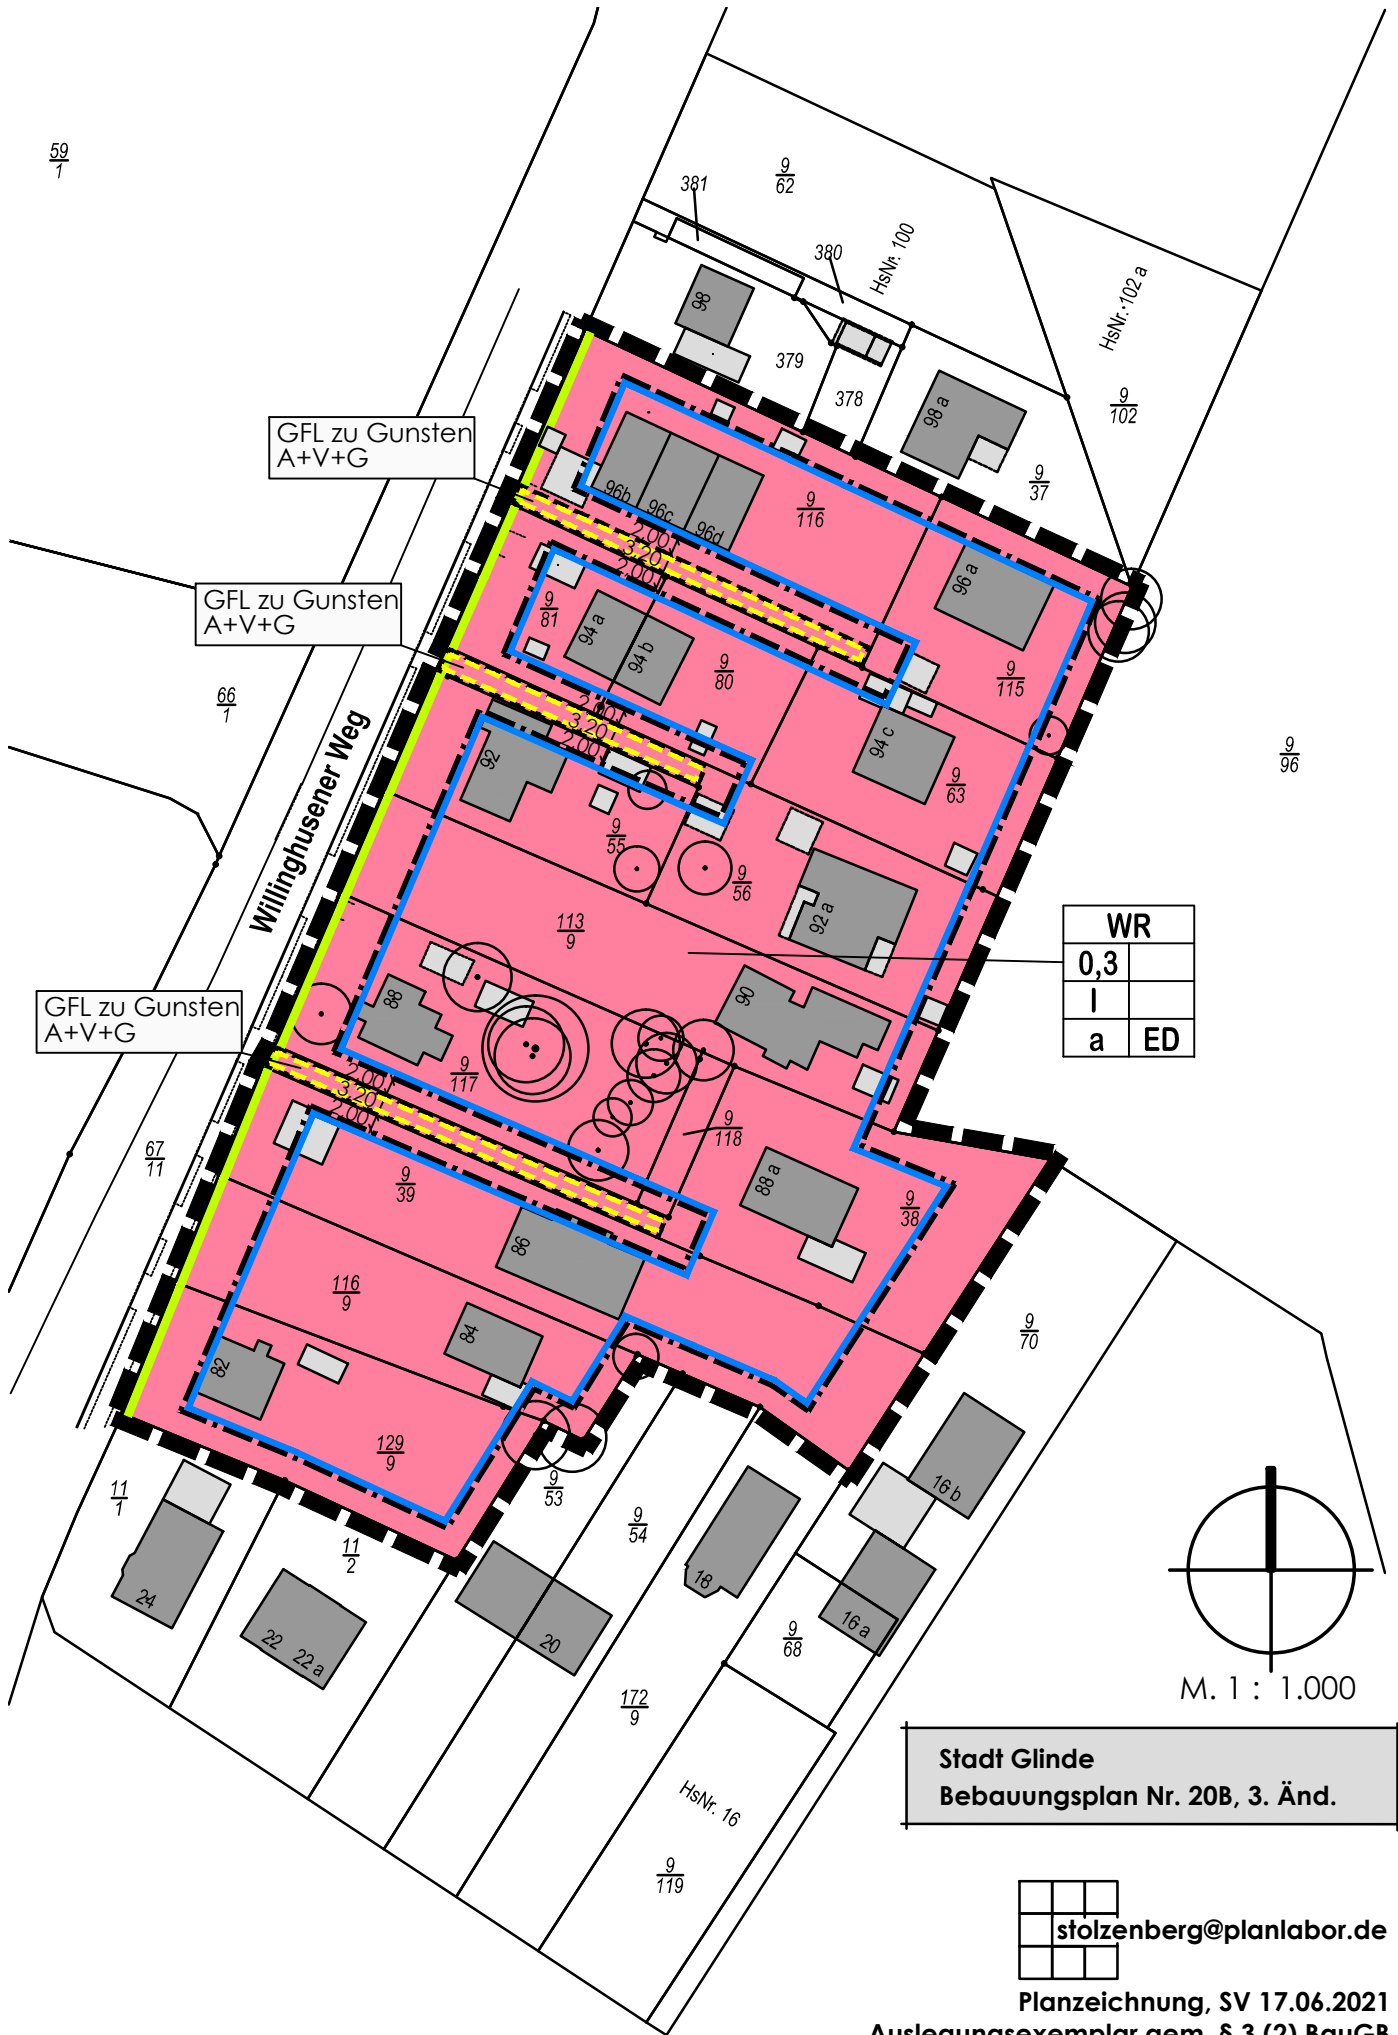 59
1
9
62
381
380
HsNr. 100
HsNr. 102 a
98
379
378
98 a
9
102
9
37
GFL zu Gunsten
A+V+G
96b
96c
96d
9
116
2,00
3,20
2,00
96 a
GFL zu Gunsten
A+V+G
9
81
94 a
94 b
9
80
9
115
66
1
2,00
3,20
2,00
94 c
9
63
9
96
Willinghusener Weg
92
9
55
9
56
92 a
113
9
WR
0,3
I
a ED
GFL zu Gunsten
A+V+G
88
90
9
117
2,00
3,20
2,00
9
118
67
11
9
39
88 a
9
38
86
116
9
84
82
9
70
129
9
11
1
9
53
9
54
16 b
11
2
24
22 22 a
20
18
16 a
9
68
172
9
HsNr. 16
9
119
M. 1 : 1.000
Stadt Glinde
Bebauungsplan Nr. 20B, 3. Änd.
stolzenberg@planlabor.de
Planzeichnung, SV 17.06.2021
Auslegungsexemplar gem. § 3 (2) BauGB